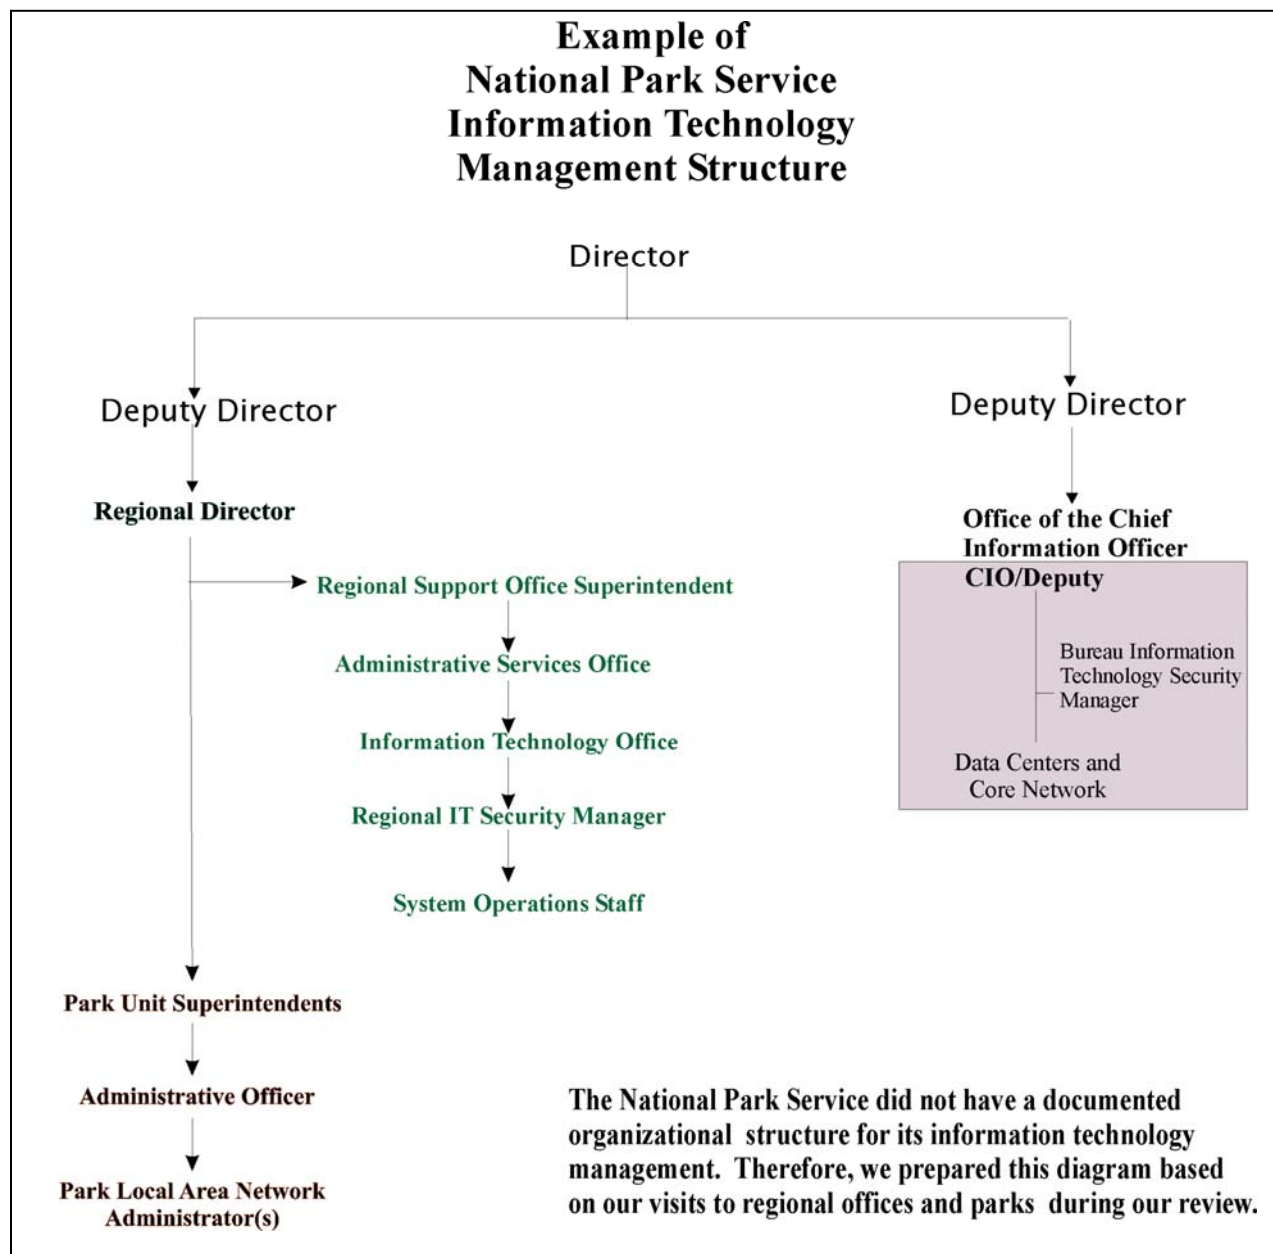 Example of
National Park Service
Information Technology
Management Structure
Director
Deputy Director
Deputy Director
Regional Director
Office of the Chief
Information Officer
CIO/Deputy
Regional Support Office Superintendent
Administrative Services Office
Bureau Information
Technology Security
Manager
Information Technology Office
Data Centers and
Core Network
Regional IT Security Manager
System Operations Staff
Park Unit Superintendents
Administrative Officer
Park Local Area Network
Administrator(s)
The National Park Service did not have a documented
organizational structure for its information technology
management. Therefore, we prepared this diagram based
on our visits to regional offices and parks during our review.